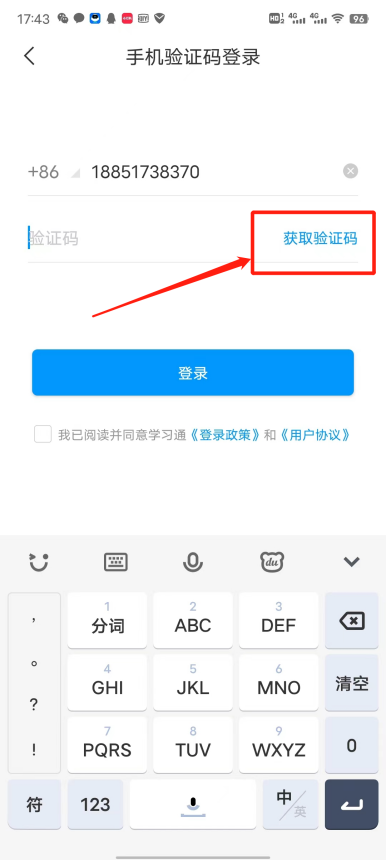 17:43 4G 4G 96
手机验证码登录
+86 18851738370
验证码 获取验证码
登录
我已阅读并同意学习通《登录政策》和《用户协议》
du
, 1 分词 2 ABC 3 DEF
。 4 GHI 5 JKL 6 MNO 清空
? 7 PQRS 8 TUV 9 WXYZ 0
!
符 123 中/英